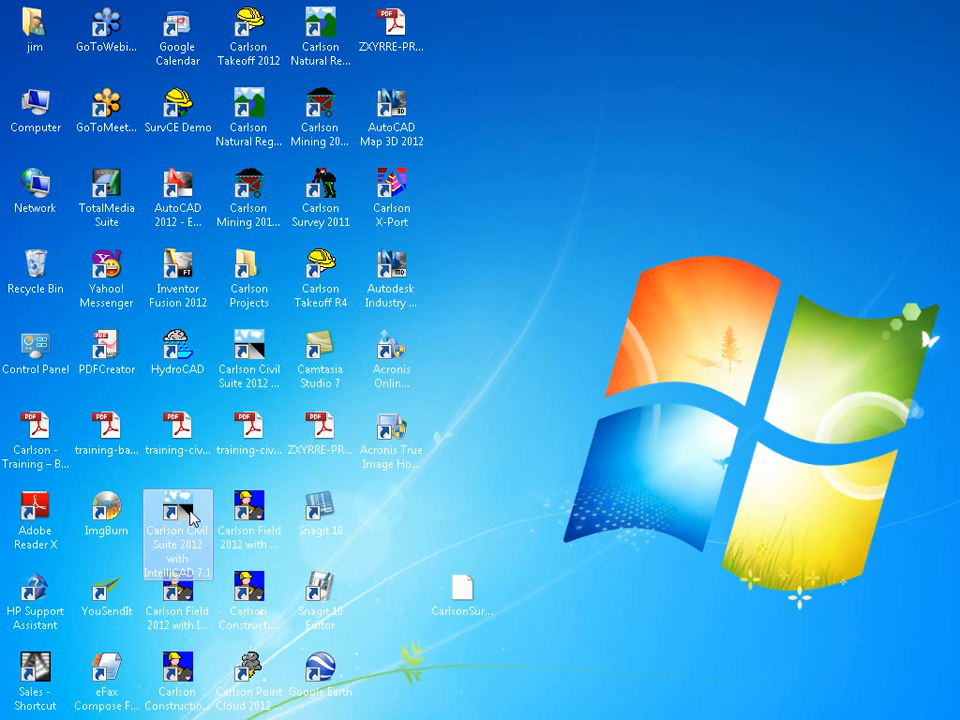 jim
GoToWebi...
Google
Calendar
Carlson
Takeoff 2012
Carlson
Natural Re...
ZXYRRE-PR...
Computer
GoToMeet...
SurvCE Demo
Carlson
Natural Reg...
Carlson
Mining 20...
AutoCAD
Map 3D 2012
Network
TotalMedia
Suite
AutoCAD
2012 - E...
Carlson
Mining 201...
Carlson
Survey 2011
Carlson
X-Port
Recycle Bin
Yahoo!
Messenger
Inventor
Fusion 2012
Carlson
Projects
Carlson
Takeoff R4
Autodesk
Industry ...
Control Panel
PDFCreator
HydroCAD
Carlson Civil
Suite 2012 ...
Camtasia
Studio 7
Acronis
Onlin...
Carlson -
Training – B...
training-ba...
training-civ...
training-civ...
ZXYRRE-PR...
Acronis True
Image Ho...
Adobe
Reader X
ImgBurn
Carlson Civil
Suite 2012
with
IntelliCAD 7.1
Carlson Field
2012 with ...
Snagit 10
HP Support
Assistant
YouSendIt
Carlson Field
2012 with I...
Carlson
Constructi...
Snagit 10
Editor
CarlsonSur...
Sales -
Shortcut
eFax
Compose F...
Carlson
Constructio...
Carlson Point
Cloud 2012 ...
Google Earth